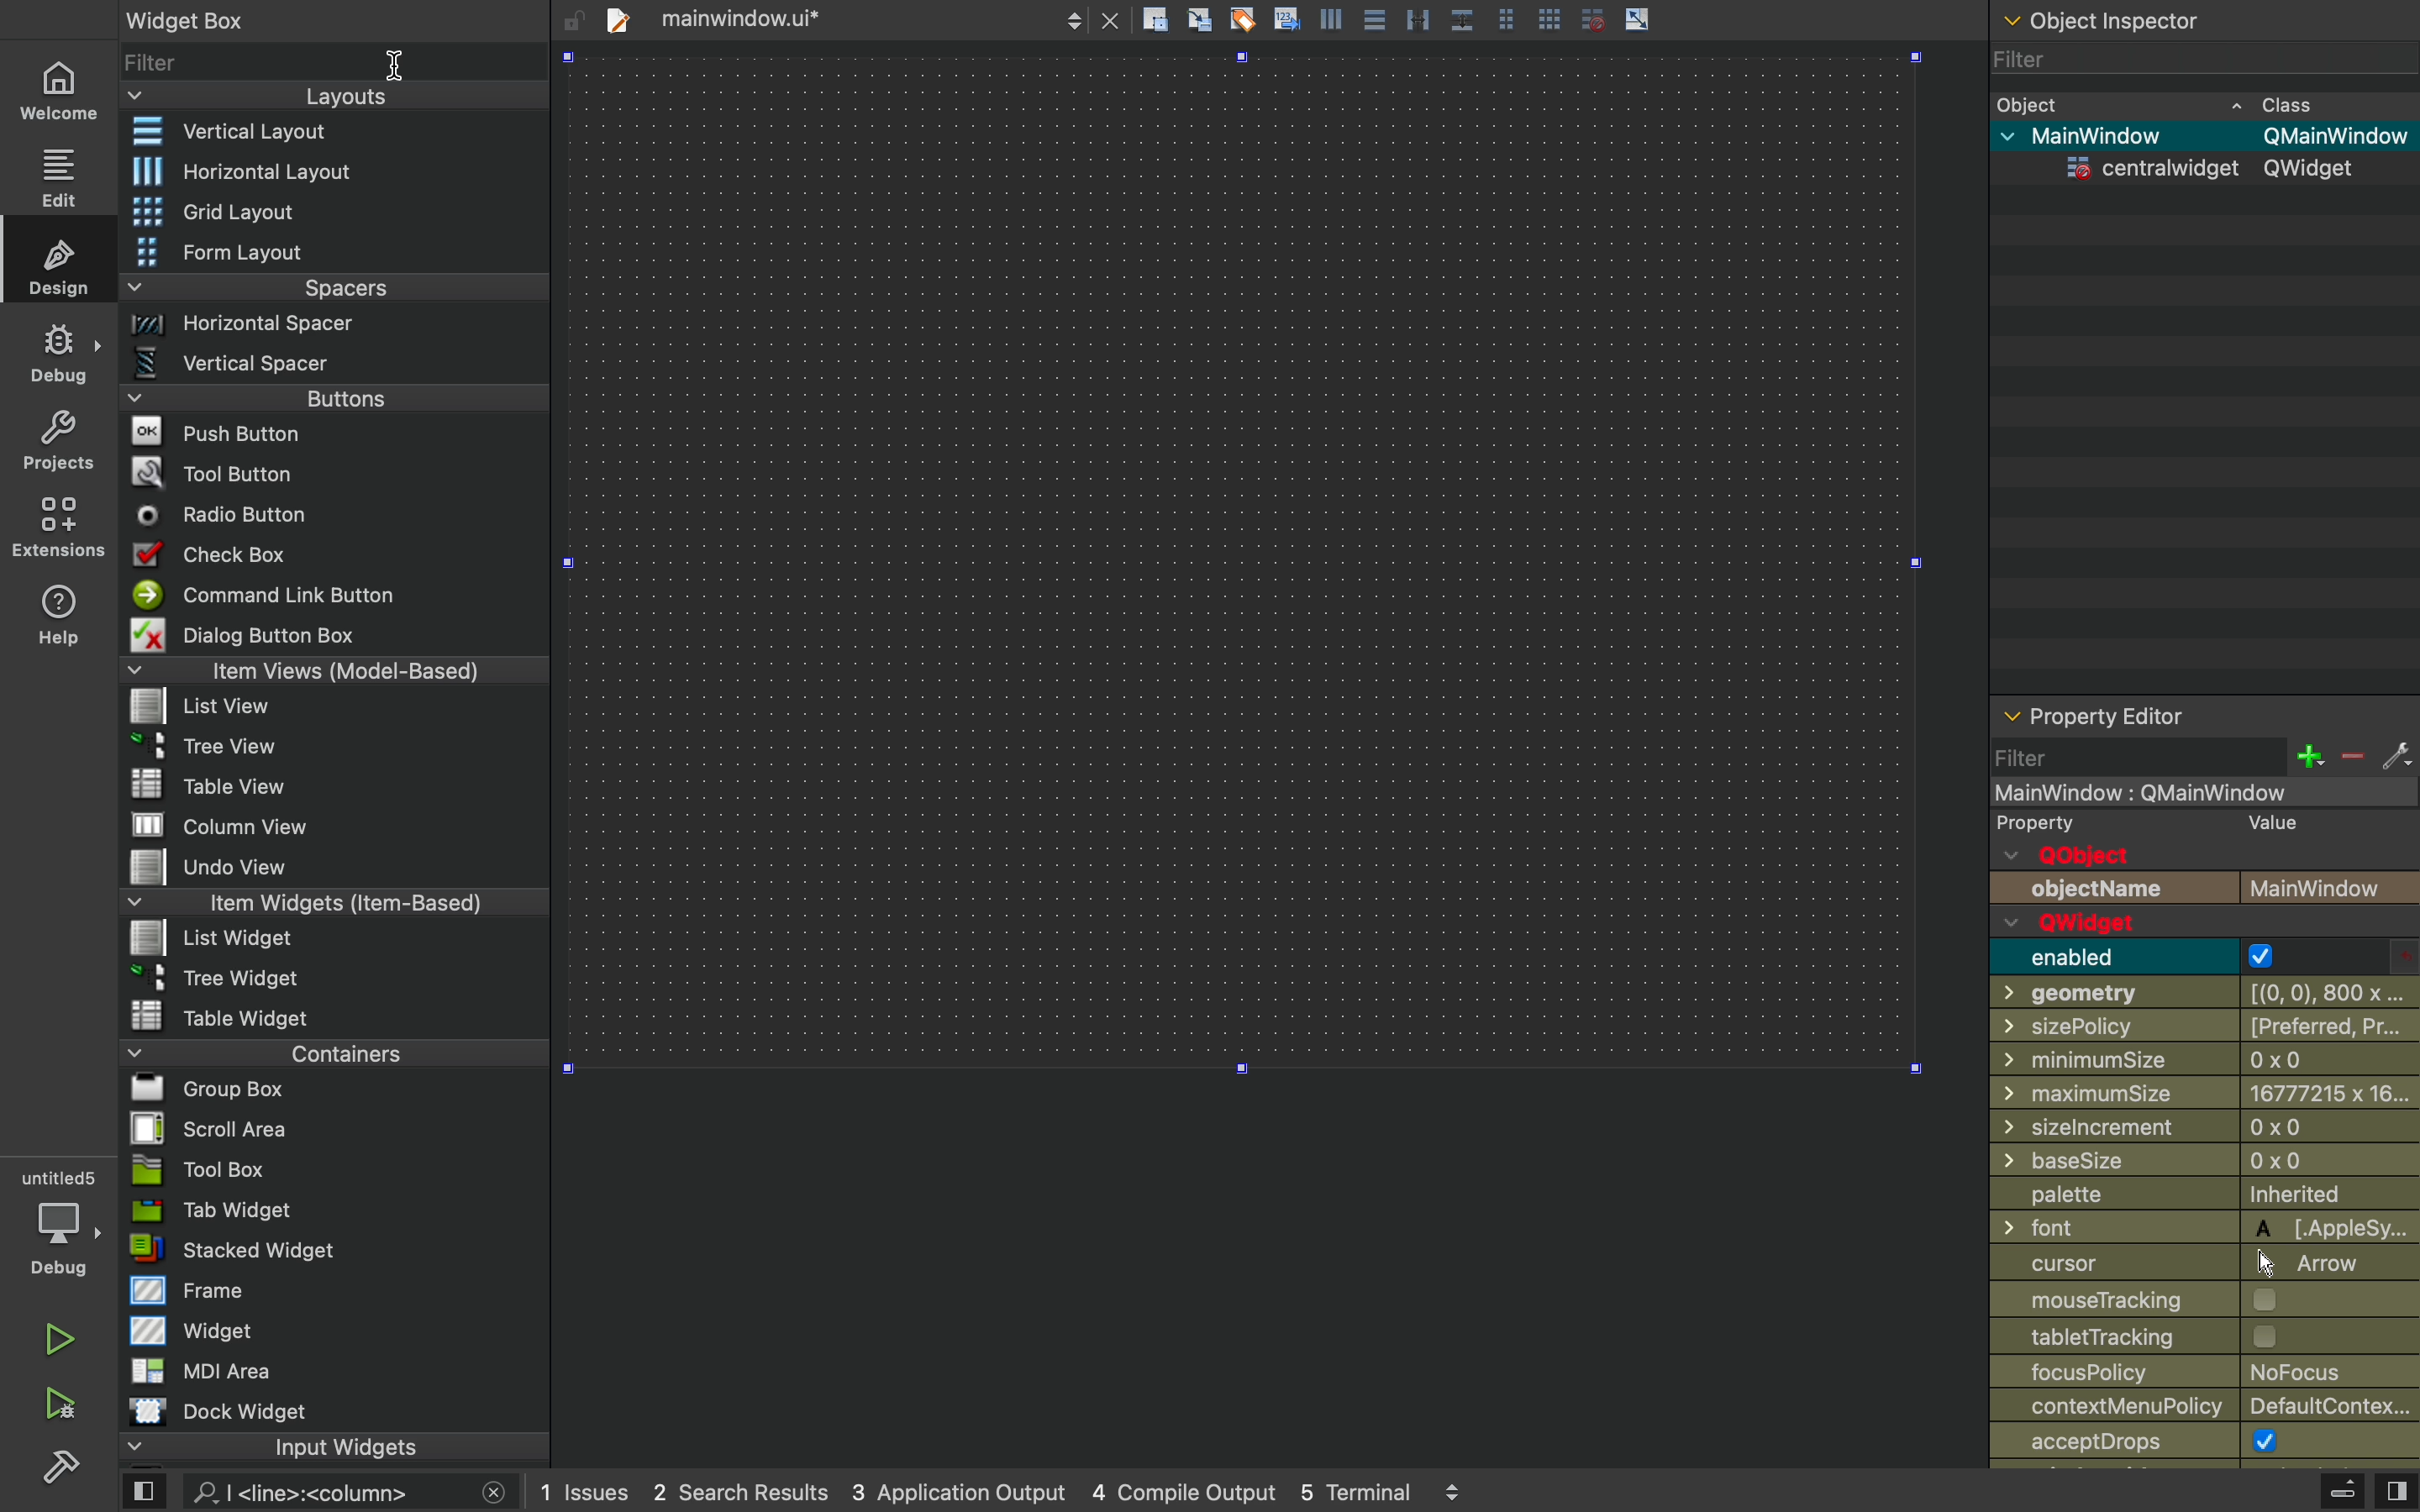 Widget Box
Filter
Layouts
Vertical Layout
Horizontal Layout
Grid Layout
Form Layout
Spacers
Horizontal Spacer
Vertical Spacer
Buttons
OK
Push Button
Tool Button
Radio Button
Check Box
Command Link Button
Dialog Button Box
Item Views (Model-Based)
List View
Tree View
Table View
Column View
Undo View
Item Widgets (Item-Based)
List Widget
Tree Widget
Table Widget
Containers
Group Box
Scroll Area
Tool Box
Tab Widget
Stacked Widget
Frame
Widget
MDI Area
Dock Widget
Input Widgets
Welcome
Edit
Design
Debug
Projects
Extensions
Help
untitled5
Debug
mainwindow.ui*
123
Object Inspector
Filter
Object Class
MainWindow QMainWindow
centralwidget QWidget
Property Editor
Filter
MainWindow : QMainWindow
Property Value
QObject
objectName MainWindow
QWidget
enabled
geometry [(0, 0), 800 x ...
sizePolicy [Preferred, Pr...
minimumSize 0 x 0
maximumSize 16777215 x 16...
sizeIncrement 0 x 0
baseSize 0 x 0
palette Inherited
font A [.AppleSy...
cursor Arrow
mouseTracking
tabletTracking
focusPolicy NoFocus
contextMenuPolicy DefaultContex...
acceptDrops
l <line>:<column>
1 Issues 2 Search Results 3 Application Output 4 Compile Output 5 Terminal